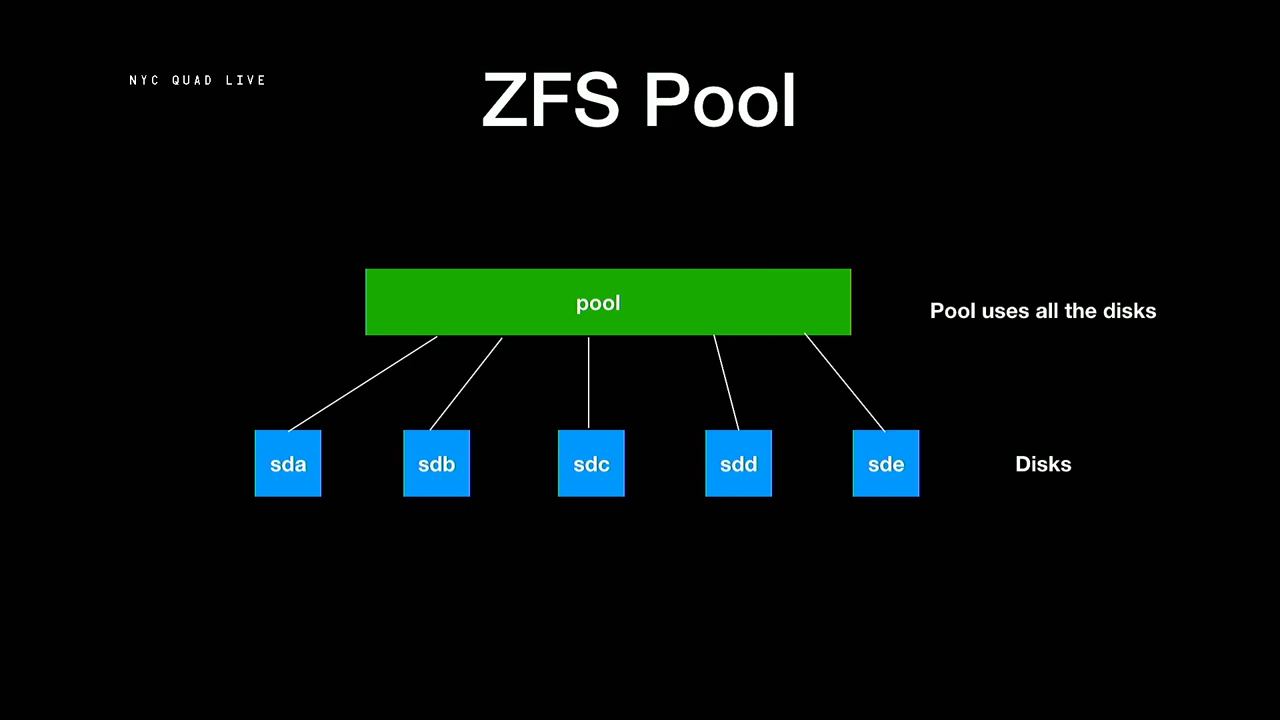 NYC QUAD LIVE
ZFS Pool
pool
Pool uses all the disks
sda
sdb
sdc
sdd
sde
Disks